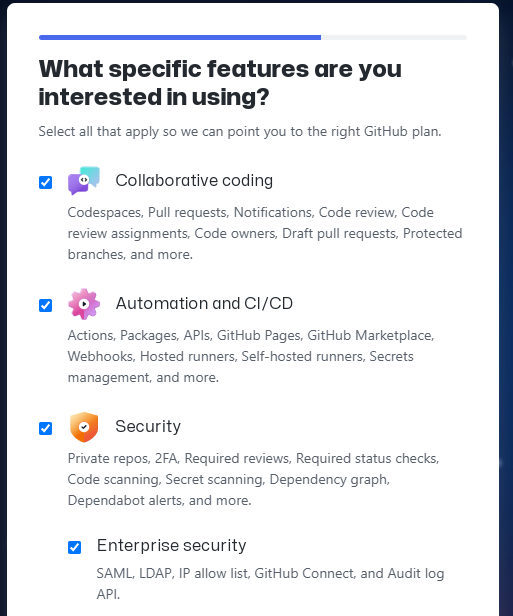 What specific features are you
interested in using?
Select all that apply so we can point you to the right GitHub plan.
Collaborative coding
Codespaces, Pull requests, Notifications, Code review, Code
review assignments, Code owners, Draft pull requests, Protected
branches, and more.
Automation and CI/CD
Actions, Packages, APIs, GitHub Pages, GitHub Marketplace,
Webhooks, Hosted runners, Self-hosted runners, Secrets
management, and more.
Security
Private repos, 2FA, Required reviews, Required status checks,
Code scanning, Secret scanning, Dependency graph,
Dependabot alerts, and more.
Enterprise security
SAML, LDAP, IP allow list, GitHub Connect, and Audit log
API.